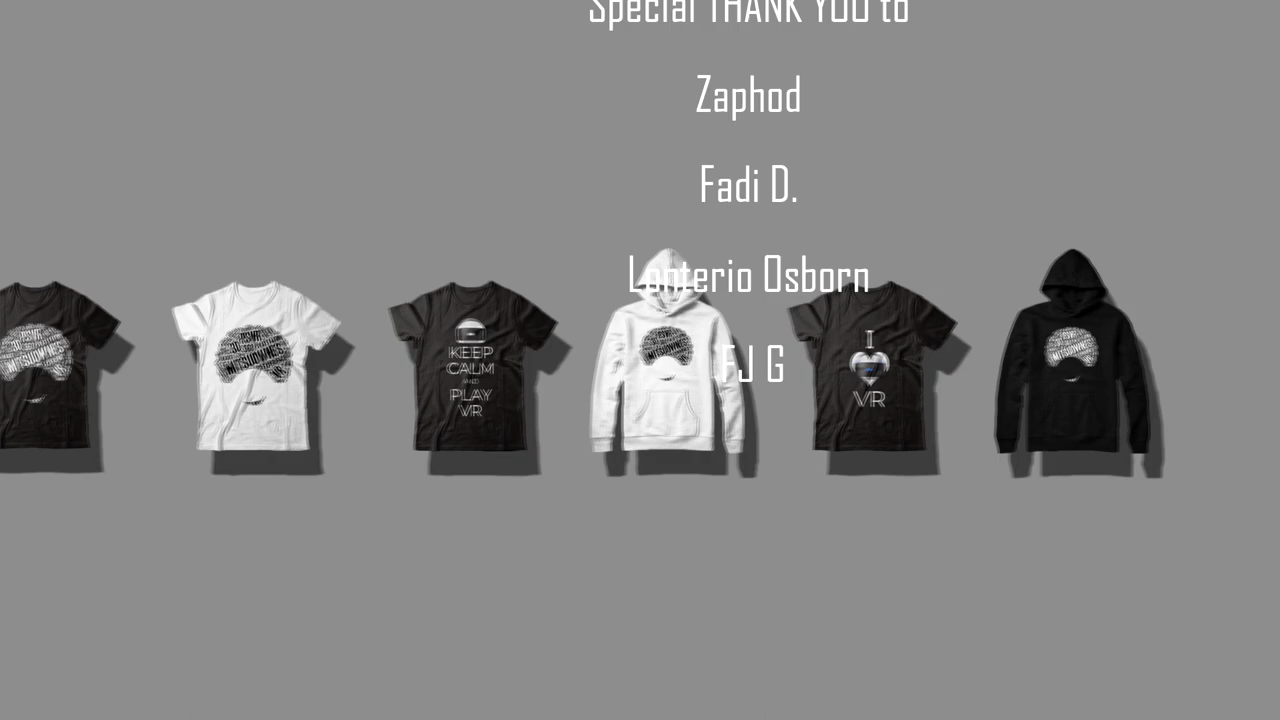 Special THANK YOU to
Zaphod
Fadi D.
Lonterio Osborn
FJ G
KEEP
CALM
AND
PLAY
VR
I
VR